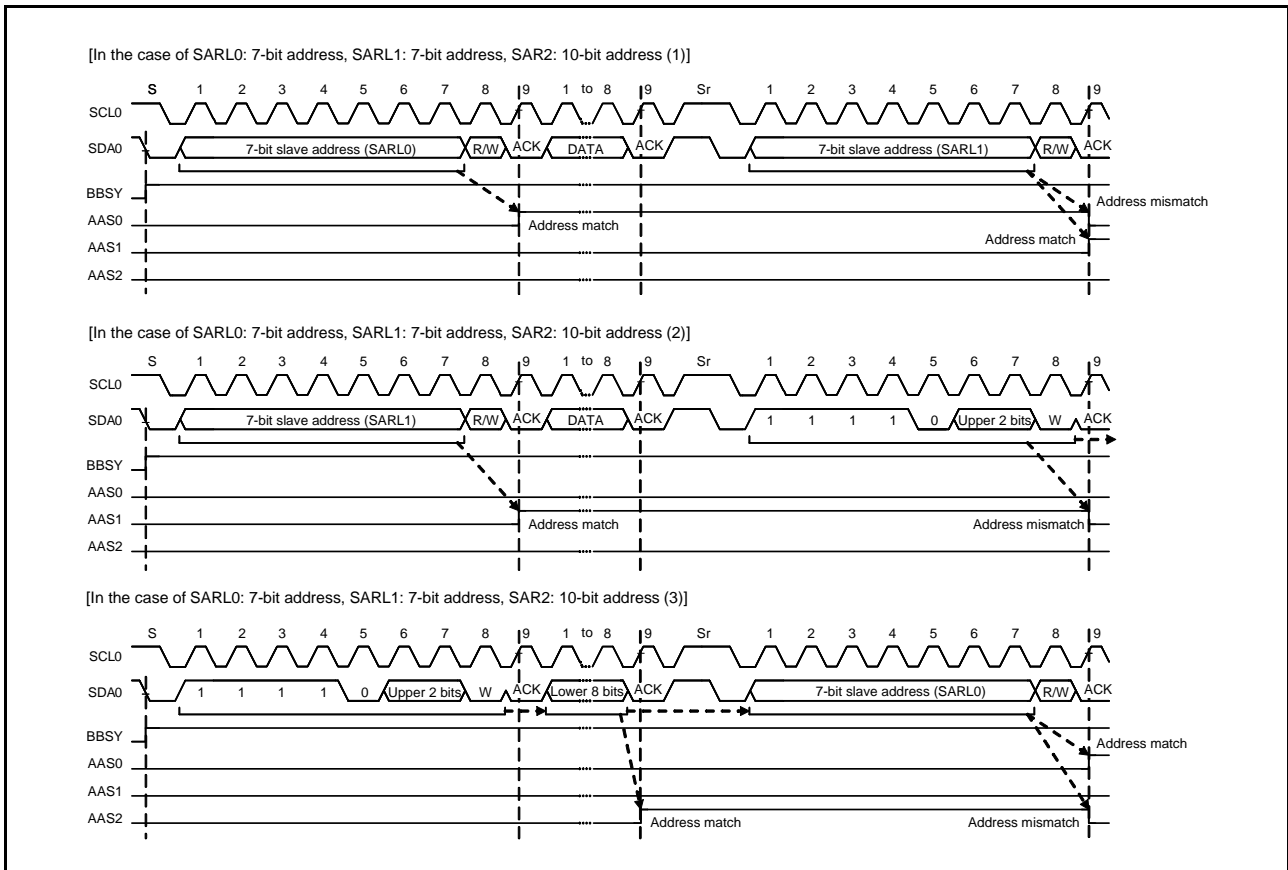 [In the case of SARL0: 7-bit address, SARL1: 7-bit address, SAR2: 10-bit address (1)]
S 1 2 3 4 5 6 7 8 9 1 to 8 9 Sr 1 2 3 4 5 6 7 8 9
SCL0
SDA0 7-bit slave address (SARL0) R/W ACK DATA ACK 7-bit slave address (SARL1) R/W ACK
BBSY
Address mismatch
AAS0 Address match
Address match
AAS1
AAS2
[In the case of SARL0: 7-bit address, SARL1: 7-bit address, SAR2: 10-bit address (2)]
S 1 2 3 4 5 6 7 8 9 1 to 8 9 Sr 1 2 3 4 5 6 7 8 9
SCL0
SDA0 7-bit slave address (SARL1) R/W ACK DATA ACK 1 1 1 1 0 Upper 2 bits W ACK
BBSY
AAS0
AAS1 Address match Address mismatch
AAS2
[In the case of SARL0: 7-bit address, SARL1: 7-bit address, SAR2: 10-bit address (3)]
S 1 2 3 4 5 6 7 8 9 1 to 8 9 Sr 1 2 3 4 5 6 7 8 9
SCL0
SDA0 1 1 1 1 0 Upper 2 bits W ACK Lower 8 bits ACK 7-bit slave address (SARL0) R/W ACK
BBSY
Address match
AAS0
AAS1
AAS2 Address match Address mismatch